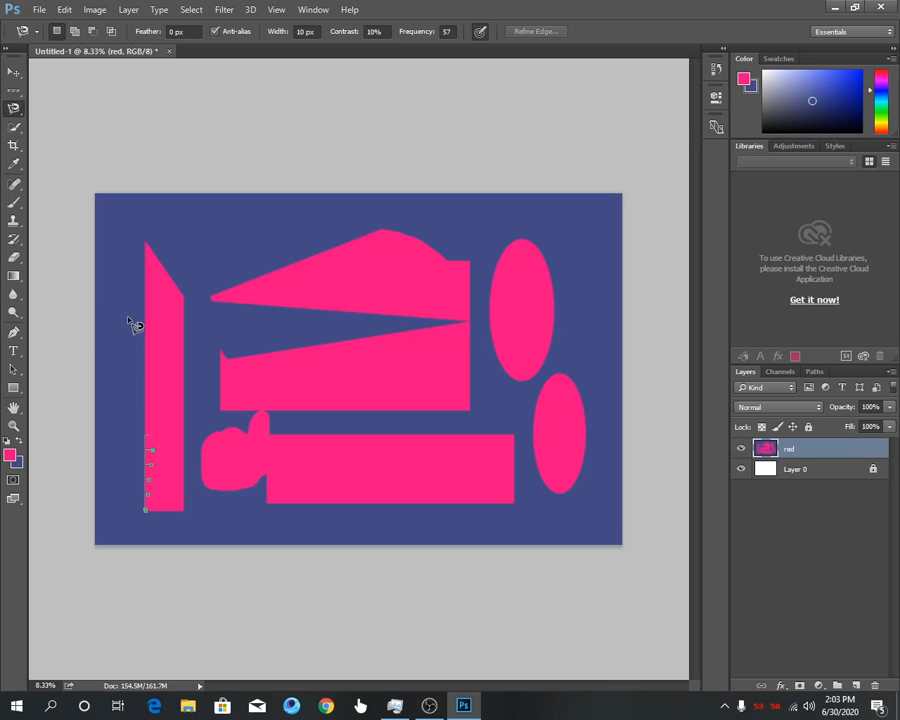 Ps File Edit Image Layer Type Select Filter 3D View Window Help
Feather: 0 px Anti-alias Width: 10 px Contrast: 10% Frequency: 57 Refine Edge... Essentials
Untitled-1 @ 8.33% (red, RGB/8) * ×
Color Swatches
Libraries Adjustments Styles
To use Creative Cloud Libraries,
please install the Creative Cloud
Application
Get it now!
Layers Channels Paths
Kind
Normal Opacity: 100%
Lock: Fill: 100%
red
Layer 0
8.33% Doc: 154.5M/161.7M
Ps 53 56 2:03 PM
6/30/2020 5